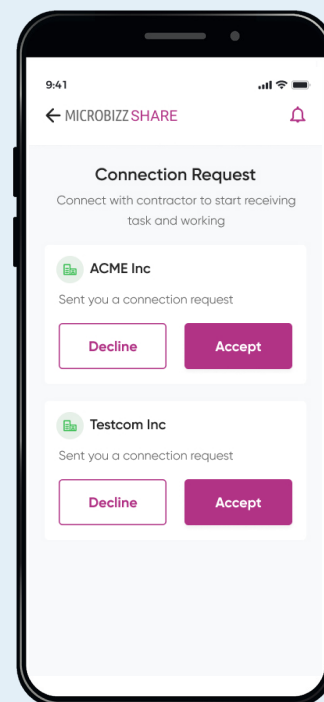 9:41
MICROBIZZ SHARE
Connection Request
Connect with contractor to start receiving
task and working
ACME Inc
Sent you a connection request
Decline
Accept
Testcom Inc
Sent you a connection request
Decline
Accept